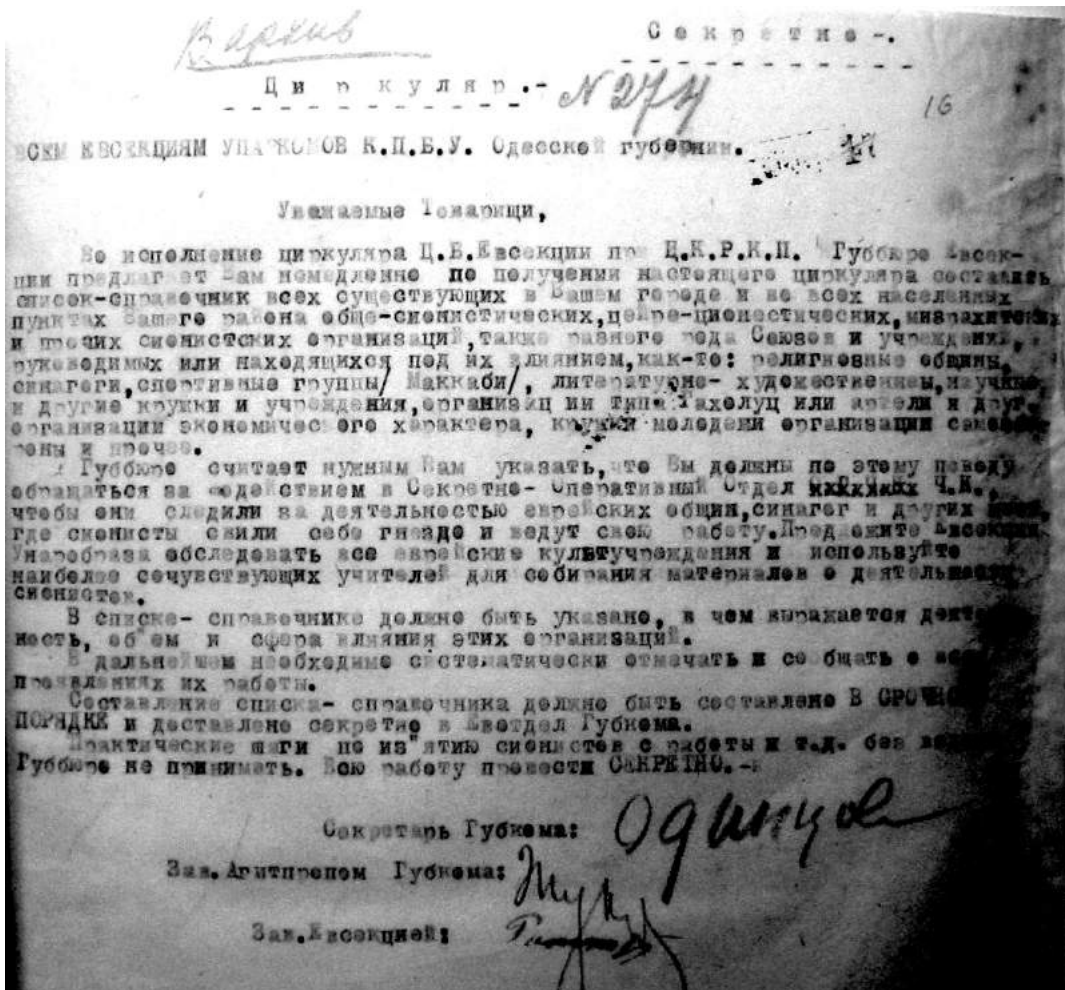 В архив
Секретно-.
Циркуляр.- N 274
16
ВСЕМ ЕВСЕКЦИЯМ УПАРКОМОВ К.П.Б.У. Одесской губернии.
Уважаемые Товарищи,
Во исполнение циркуляра Ц.Б.Евсекции при Ц.К.Р.К.П. Губбюро Евсек-
ции предлагает Вам немедленно по получении настоящего циркуляра составить
список-справочник всех существующих в Вашем городе и во всех населенных
пунктах Вашего района обще-сионистических, цейре-ционистических, мизрахитских
и прочих сионистских организаций, также разного рода Союзов и учреждений,
руководимых или находящихся под их влиянием, как-то: религиозные общины,
синагоги, спортивные группы/ Маккаби/, литературно- художественные, научные
и другие кружки и учреждения, организации типа Гахолуц или артели и друг.
организации экономического характера, кружки молодежи организации самооб-
роны и прочее.
Губбюро считает нужным Вам указать, что Вы должны по этому поводу
обращаться за содействием в Секретно- Оперативный Отдел Ч.К.,
чтобы они следили за деятельностью еврейских общин, синагог и других
где сионисты свили себе гнездо и ведут свою работу. Предложите Евсекции
Унаробраза обследовать все еврейские культучреждения и используйте
наиболее сочувствующих учителей для собирания материалов о деятельности
сионистов.
В списке- справочнике должно быть указано, в чем выражается деятель
ность, об"ем и сфера влияния этих организаций.
В дальнейшем необходимо систематически отмечать и сообщать о всех
проявлениях их работы.
Составление списка- справочника должно быть составлено В СРОЧНОМ
ПОРЯДКЕ и доставлено секретно в Евотдел Губкома.
Практические шаги по из"ятию сионистов с работы и т.д. без
Губбюро не принимать. Всю работу провести СЕКРЕТНО.-
Секретарь Губкома: Одинцов
Зав.Агитпропом Губкома:
Зав.Евсекцией: